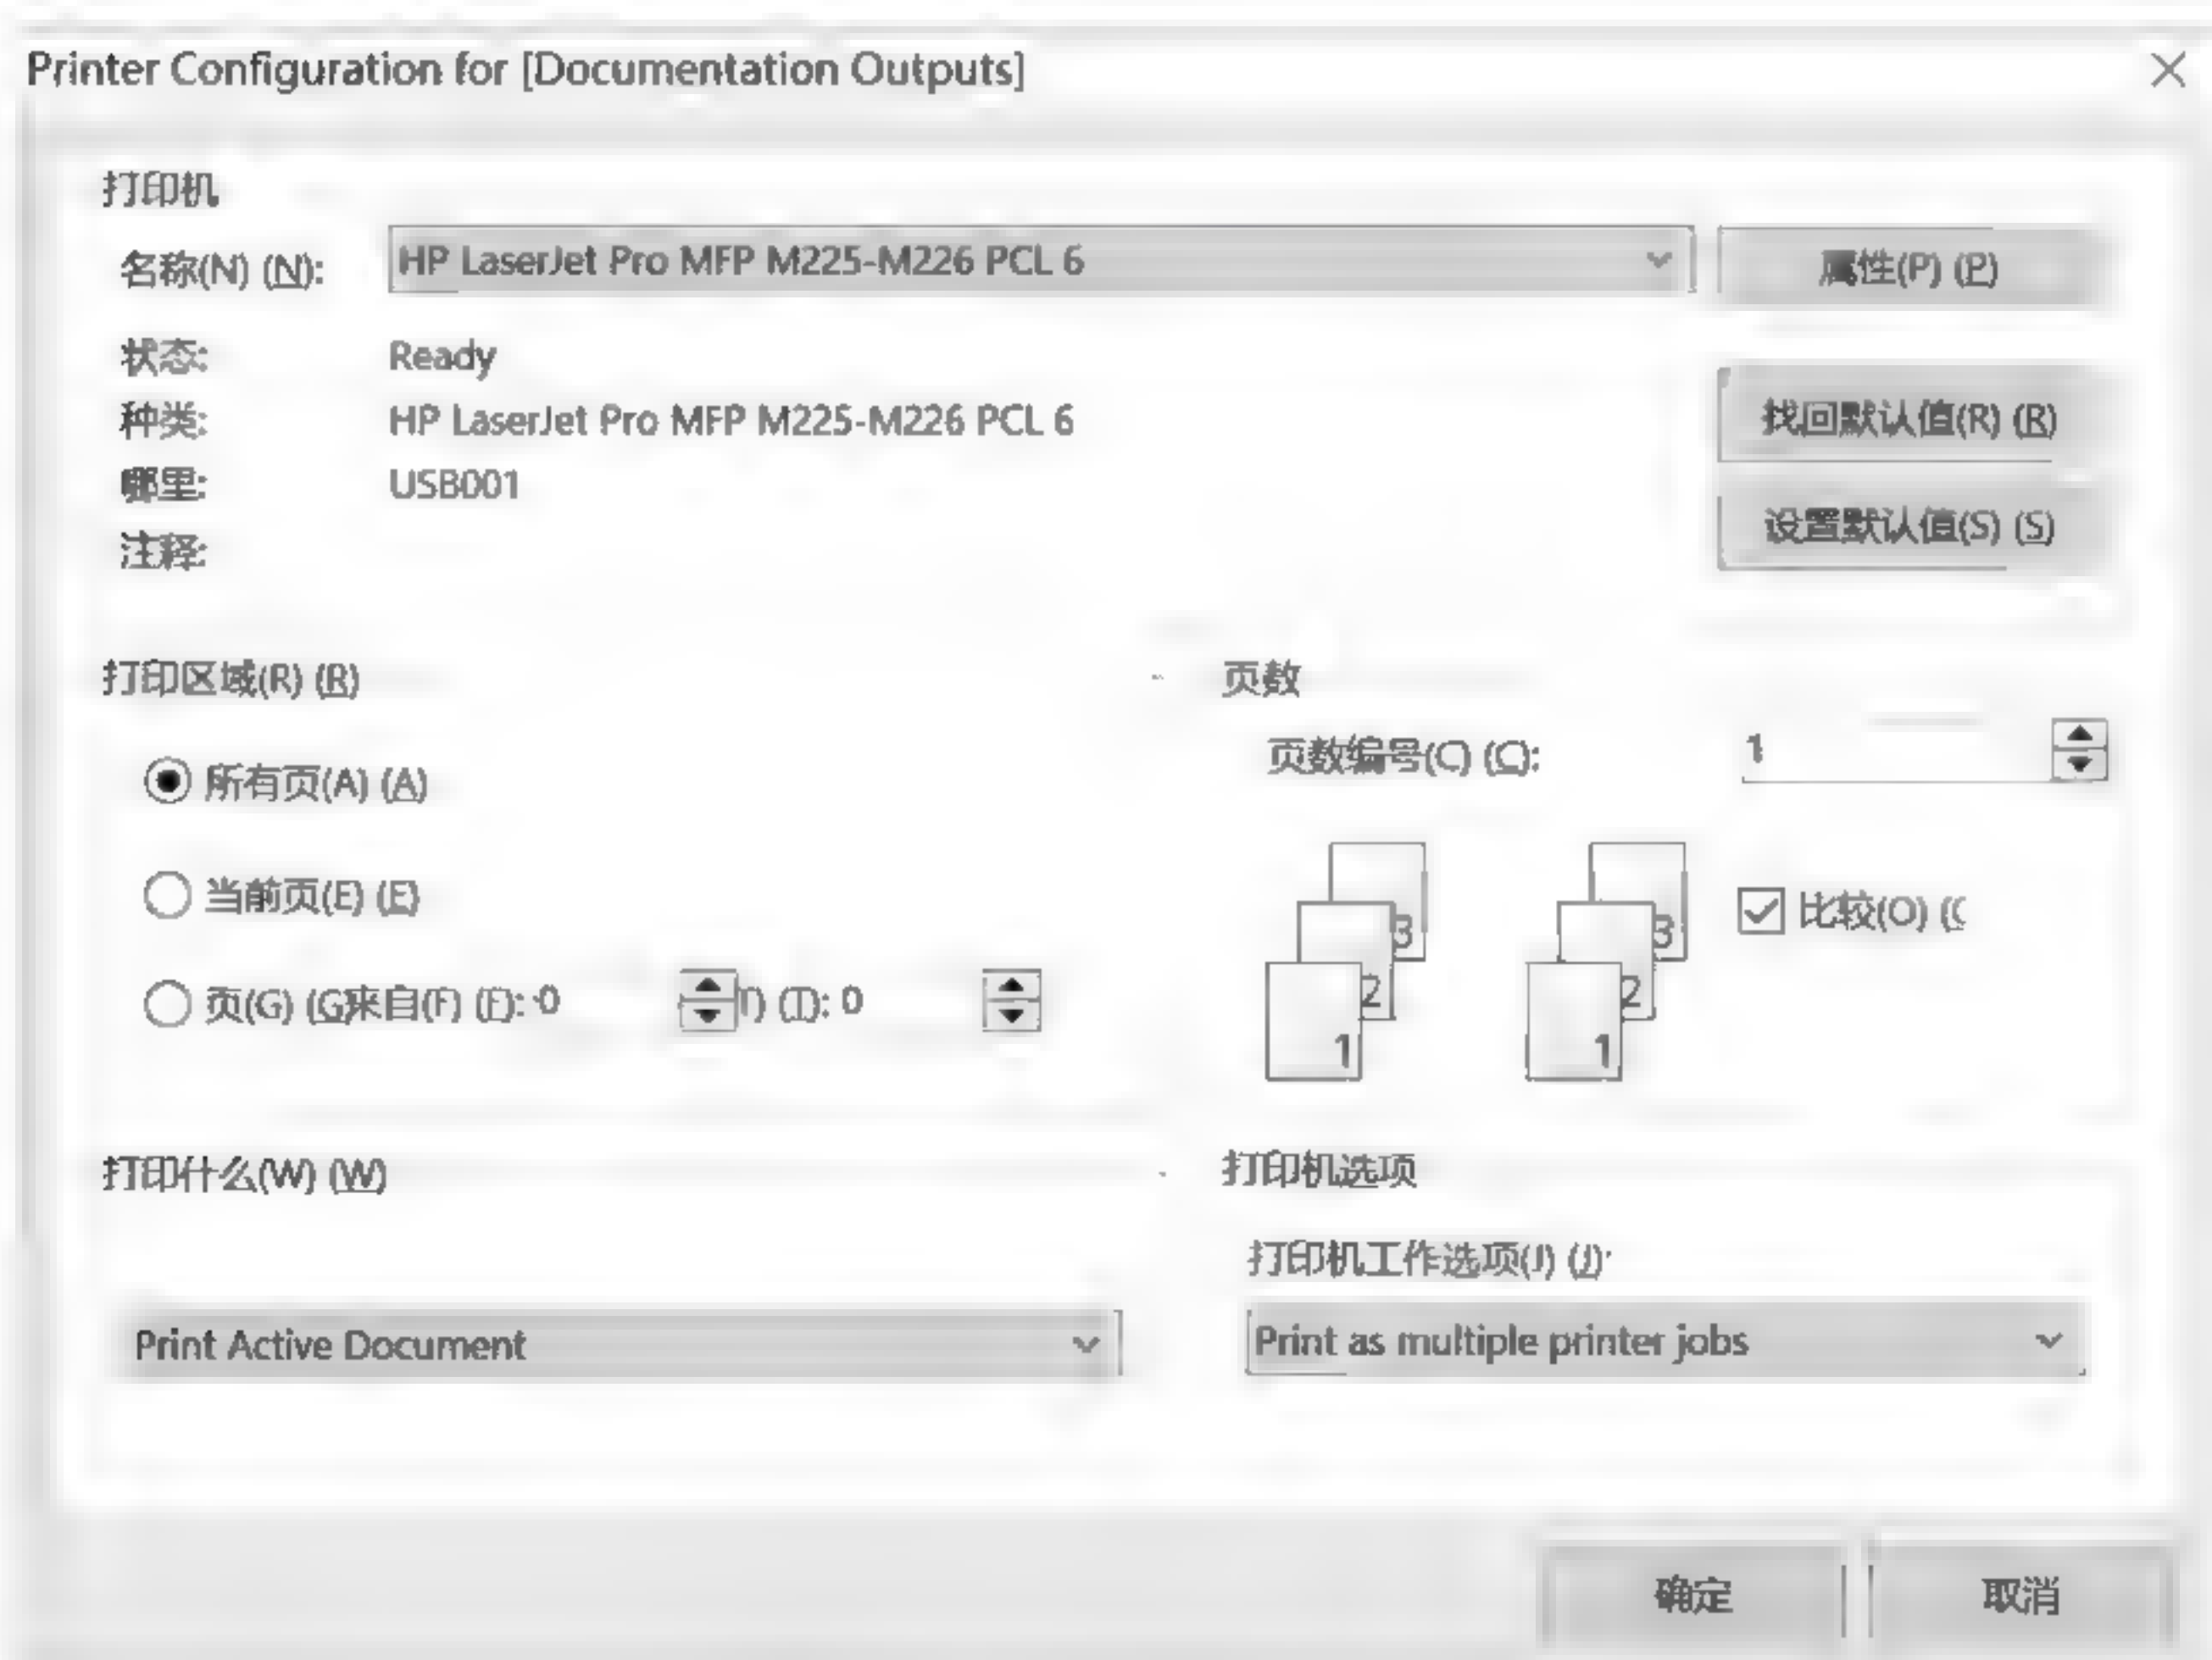 Printer Configuration for [Documentation Outputs]
打印机
名称(N) (N): HP LaserJet Pro MFP M225-M226 PCL 6 属性(P) (P)
状态: Ready
种类: HP LaserJet Pro MFP M225-M226 PCL 6 找回默认值(R) (R)
哪里: USB001
注释: 设置默认值(S) (S)
打印区域(R) (R) 页数
所有页(A) (A) 页数编号(C) (C): 1
当前页(E) (E) 比较(O)
页(G) (G 来自(F) (F): 0 (T): 0
3 3
2 2
1 1
打印什么(W) (W) 打印机选项
打印机工作选项(J) (J):
Print Active Document Print as multiple printer jobs
确定 取消